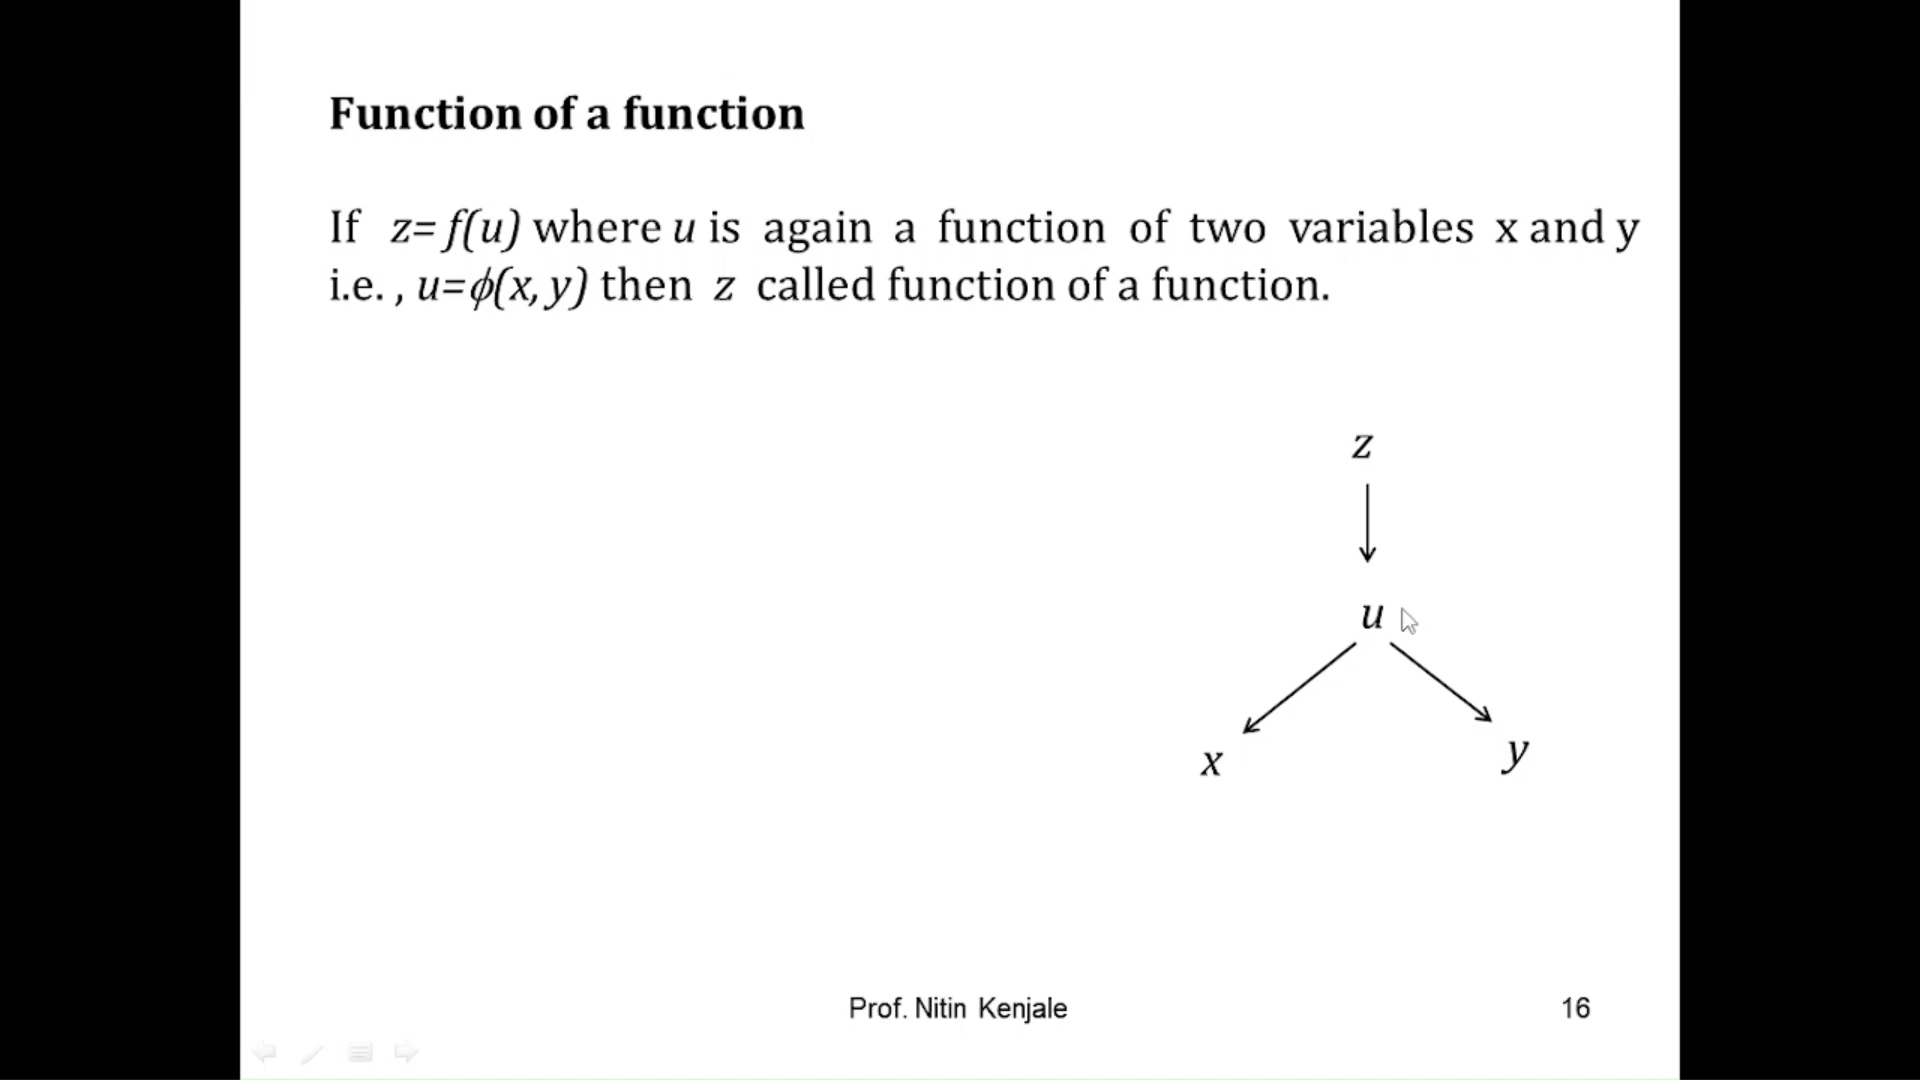 Function of a function
If z= f(u) where u is again a function of two variables x and y
i.e. , u=ϕ(x, y) then z called function of a function.
z
u
x
y
Prof. Nitin Kenjale
16